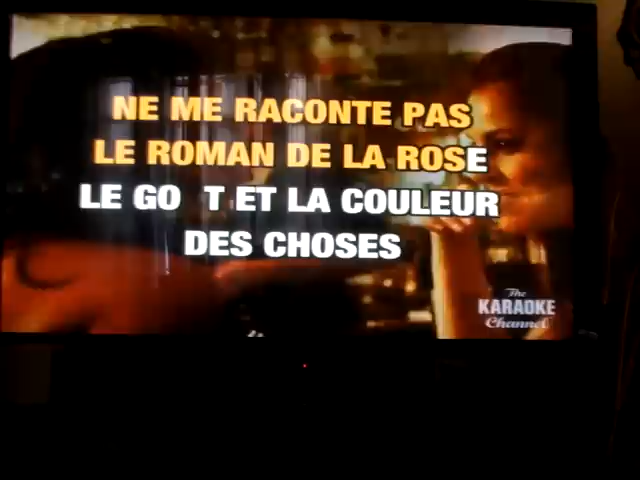 NE ME RACONTE PAS
LE ROMAN DE LA ROSE
LE GO T ET LA COULEUR
DES CHOSES
The
KARAOKE
Channel